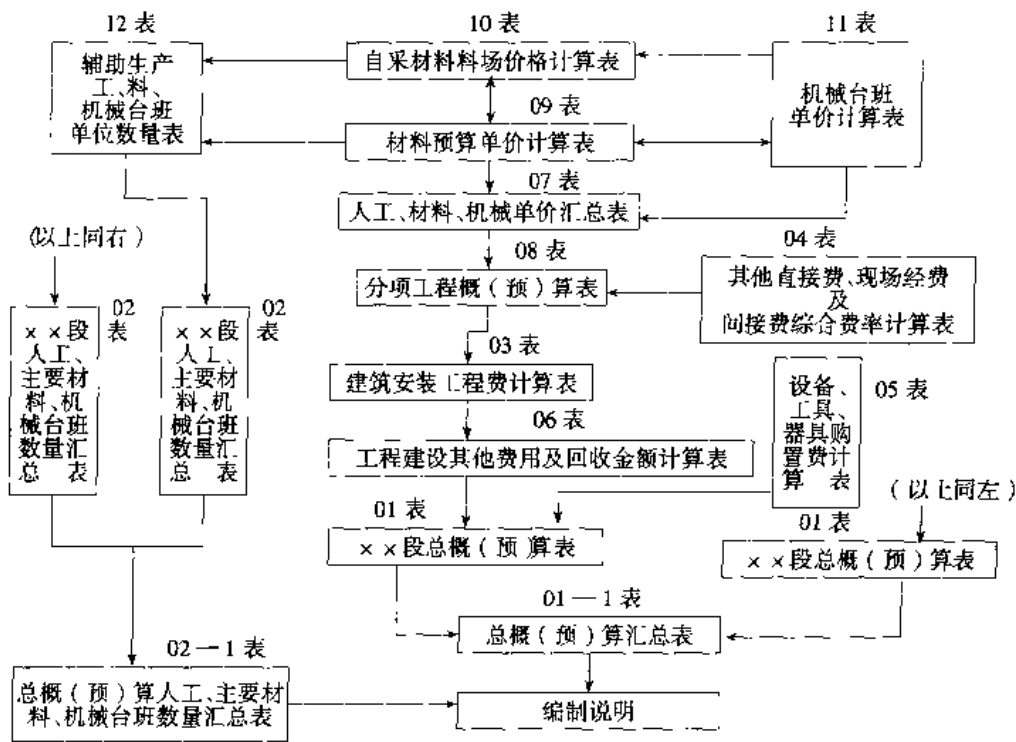 12 表
10 表
11 表
辅助生产
工、料、
机械台班
单位数量表
自采材料料场价格计算表
机械台班
单价计算表
09 表
材料预算单价计算表
07 表
人工、材料、机械单价汇总表
(以上同右)
08 表
04 表
分项工程概(预)算表
其他直接费、现场经费
及
间接费综合费率计算表
02
表
××段
人工、
主要材
料、机
械台班
数量汇
总 表
02
表
××段
人工、
主要材
料、机
械台班
数量汇
总 表
03 表
建筑安装工程费计算表
05 表
设备、
工具、
器具购
置费计
算 表
06 表
工程建设其他费用及回收金额计算表
(以上同左)
01 表
××段总概(预)算表
01 表
××段总概(预)算表
01—1 表
总概(预)算汇总表
02—1 表
总概(预)算人工、主要材
料、机械台班数量汇总表
编制说明